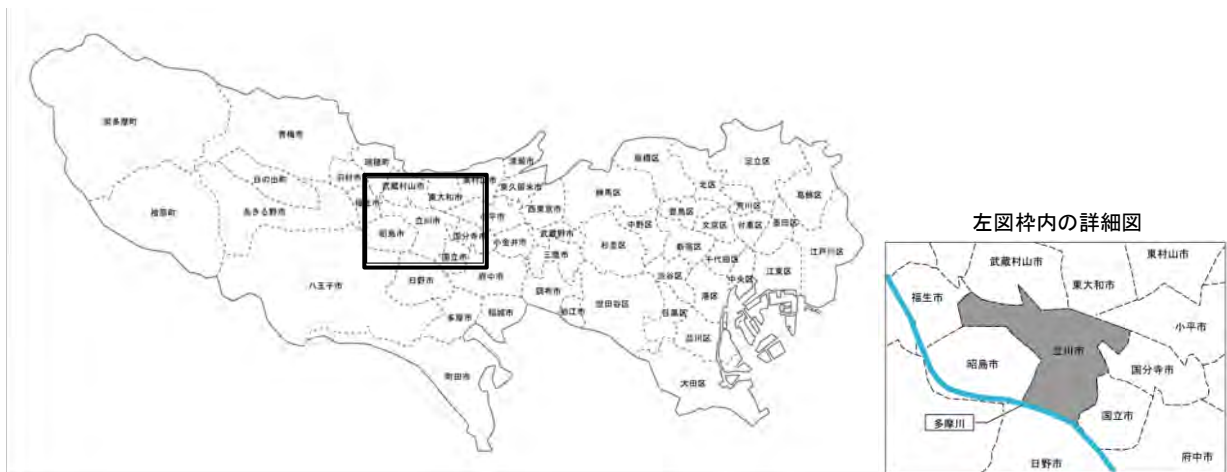 奥多摩町
青梅市
瑞穂町
清瀬市
板橋区
足立区
日の出町
羽村市
武蔵村山市
東村山市
東久留米市
練馬区
北区
葛飾区
檜原町
あきる野市
福生市
東大和市
西東京市
豊島区
荒川区
立川市
小平市
中野区
文京区
台東区
墨田区
昭島市
国分寺市
小金井市
武蔵野市
杉並区
新宿区
江戸川区
国立市
三鷹市
千代田区
八王子市
日野市
府中市
調布市
世田谷区
渋谷区
港区
中央区
江東区
多摩市
稲城市
狛江市
目黒区
品川区
町田市
大田区
左図枠内の詳細図
武蔵村山市
東村山市
福生市
東大和市
小平市
昭島市
立川市
国分寺市
多摩川
国立市
日野市
府中市